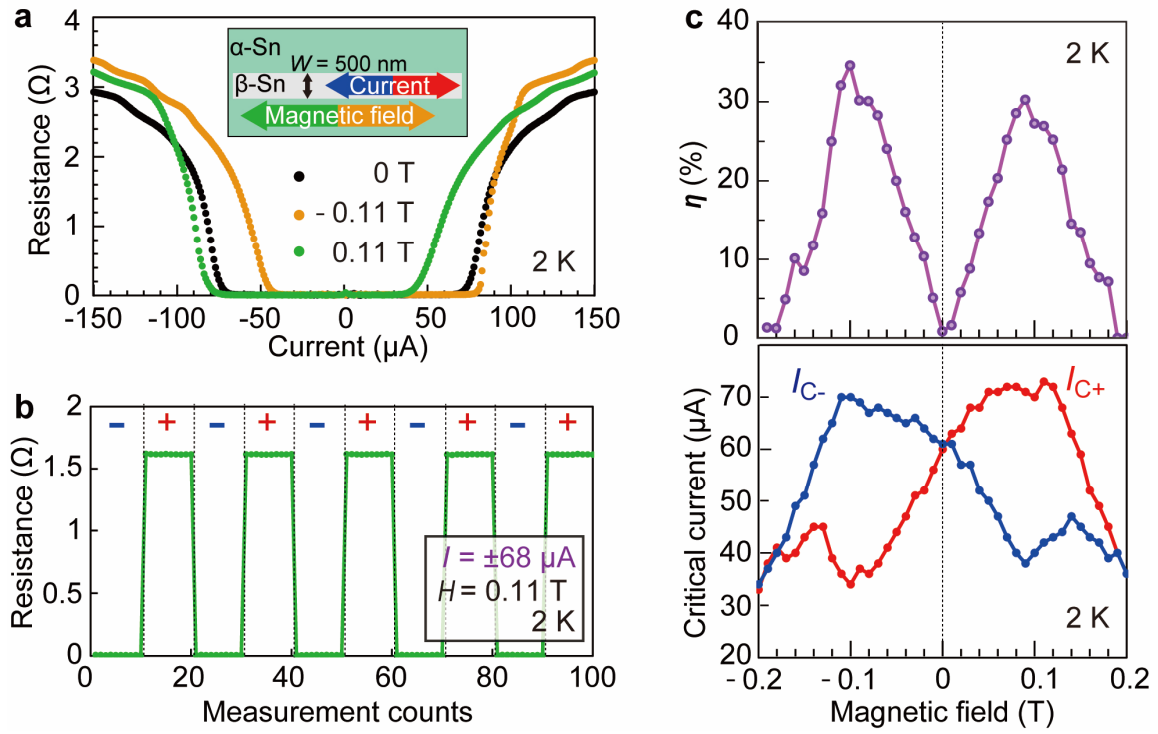 a
4
3
2
1
0
Resistance (Ω)
α-Sn
W = 500 nm
β-Sn
Current
Magnetic field
0 T
- 0.11 T
0.11 T
2 K
-150 -100 -50 0 50 100 150
Current (μA)
b
2
1.5
1
0.5
0
Resistance (Ω)
− + − + − + − + − +
I = ±68 μA
H = 0.11 T
2 K
0 20 40 60 80 100
Measurement counts
c
40
30
20
10
0
η (%)
2 K
70
60
50
40
30
20
Critical current (μA)
IC-
IC+
2 K
- 0.2 - 0.1 0 0.1 0.2
Magnetic field (T)